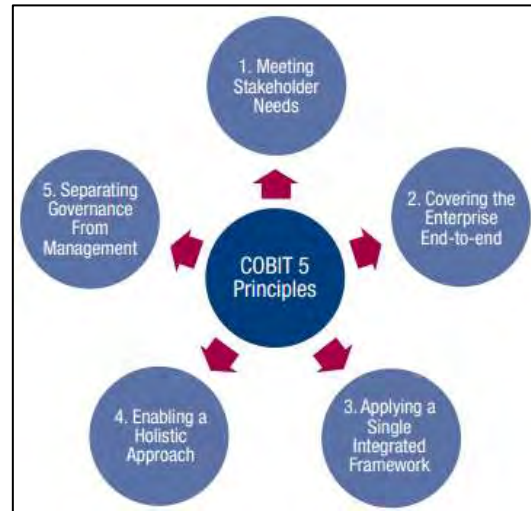 1. Meeting
Stakeholder
Needs
2. Covering the
Enterprise
End-to-end
3. Applying a
Single
Integrated
Framework
4. Enabling a
Holistic
Approach
5. Separating
Governance
From
Management
COBIT 5
Principles